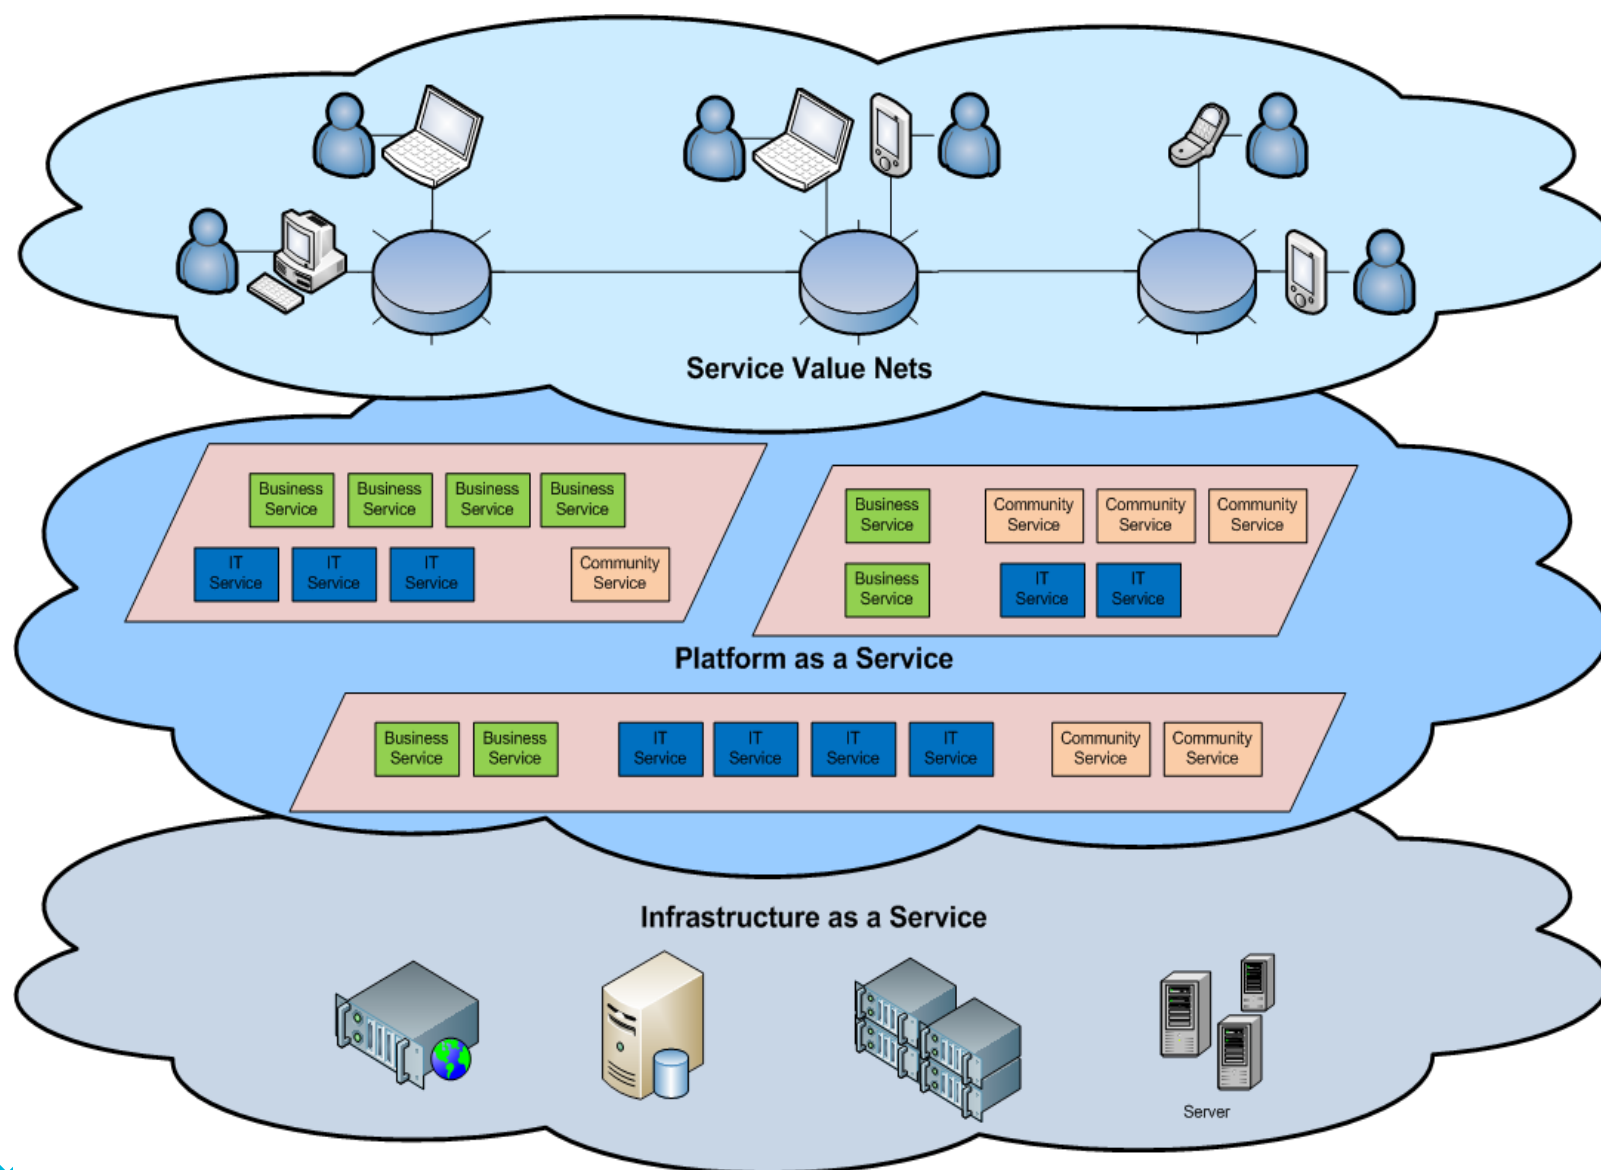 Service Value Nets
Business Business Business Business
Service Service Service Service
IT IT IT Community
Service Service Service Service
Business Community Community Community
Service Service Service Service
Business IT IT
Service Service Service
Platform as a Service
Business Business IT IT IT IT Community Community
Service Service Service Service Service Service Service Service
Infrastructure as a Service
Server